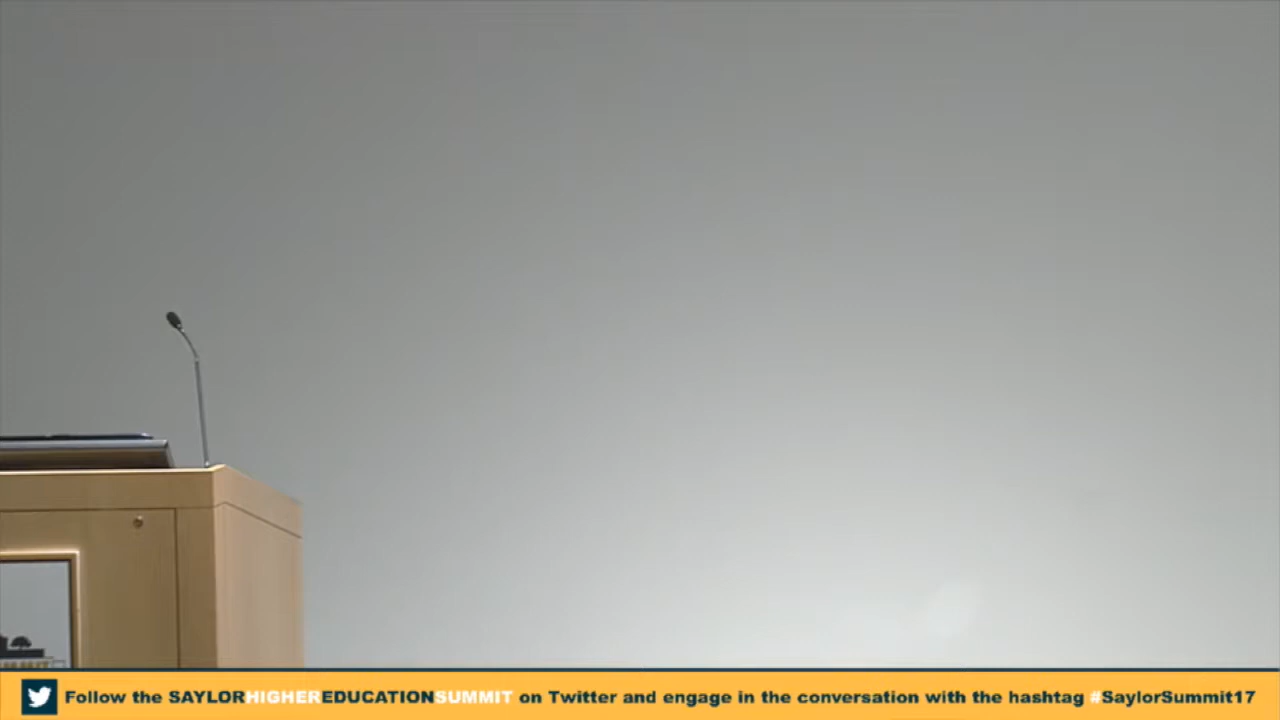 Follow the SAYLORHIGHEREDUCATIONSUMMIT on Twitter and engage in the conversation with the hashtag #SaylorSummit17